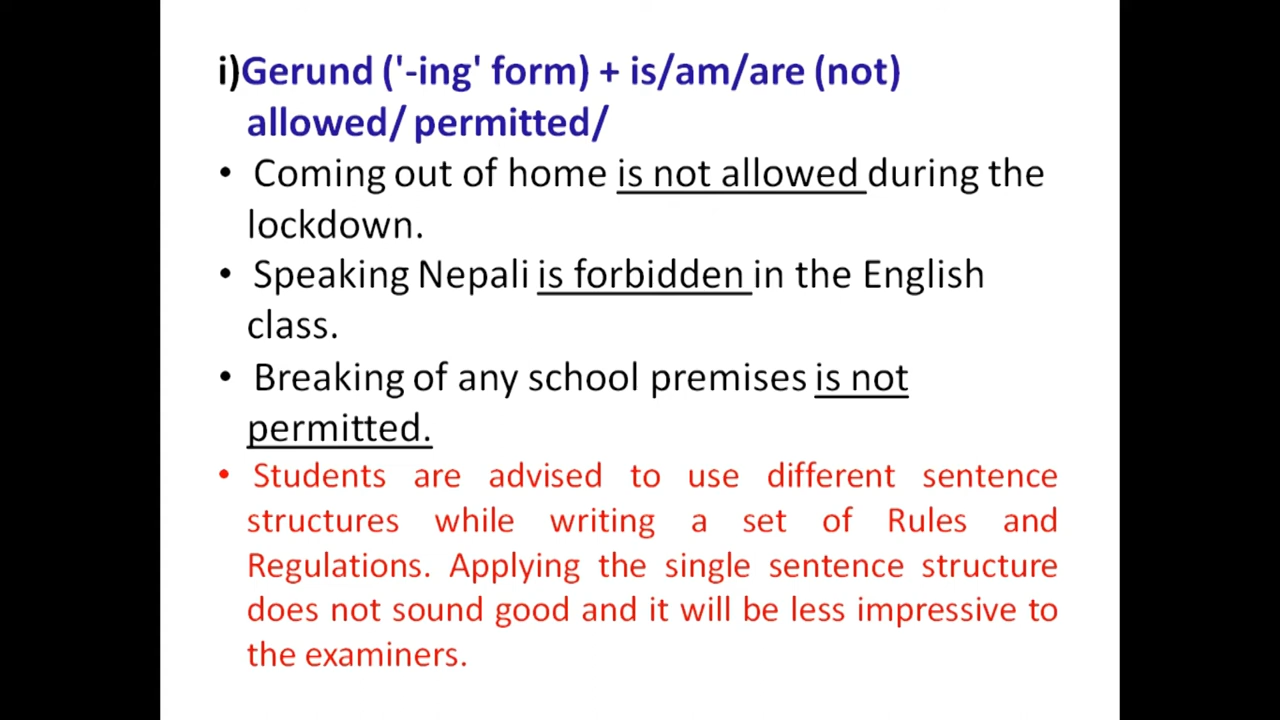 i)Gerund ('-ing' form) + is/am/are (not)
allowed/ permitted/
• Coming out of home is not allowed during the
lockdown.
• Speaking Nepali is forbidden in the English
class.
• Breaking of any school premises is not
permitted.
• Students are advised to use different sentence
structures while writing a set of Rules and
Regulations. Applying the single sentence structure
does not sound good and it will be less impressive to
the examiners.